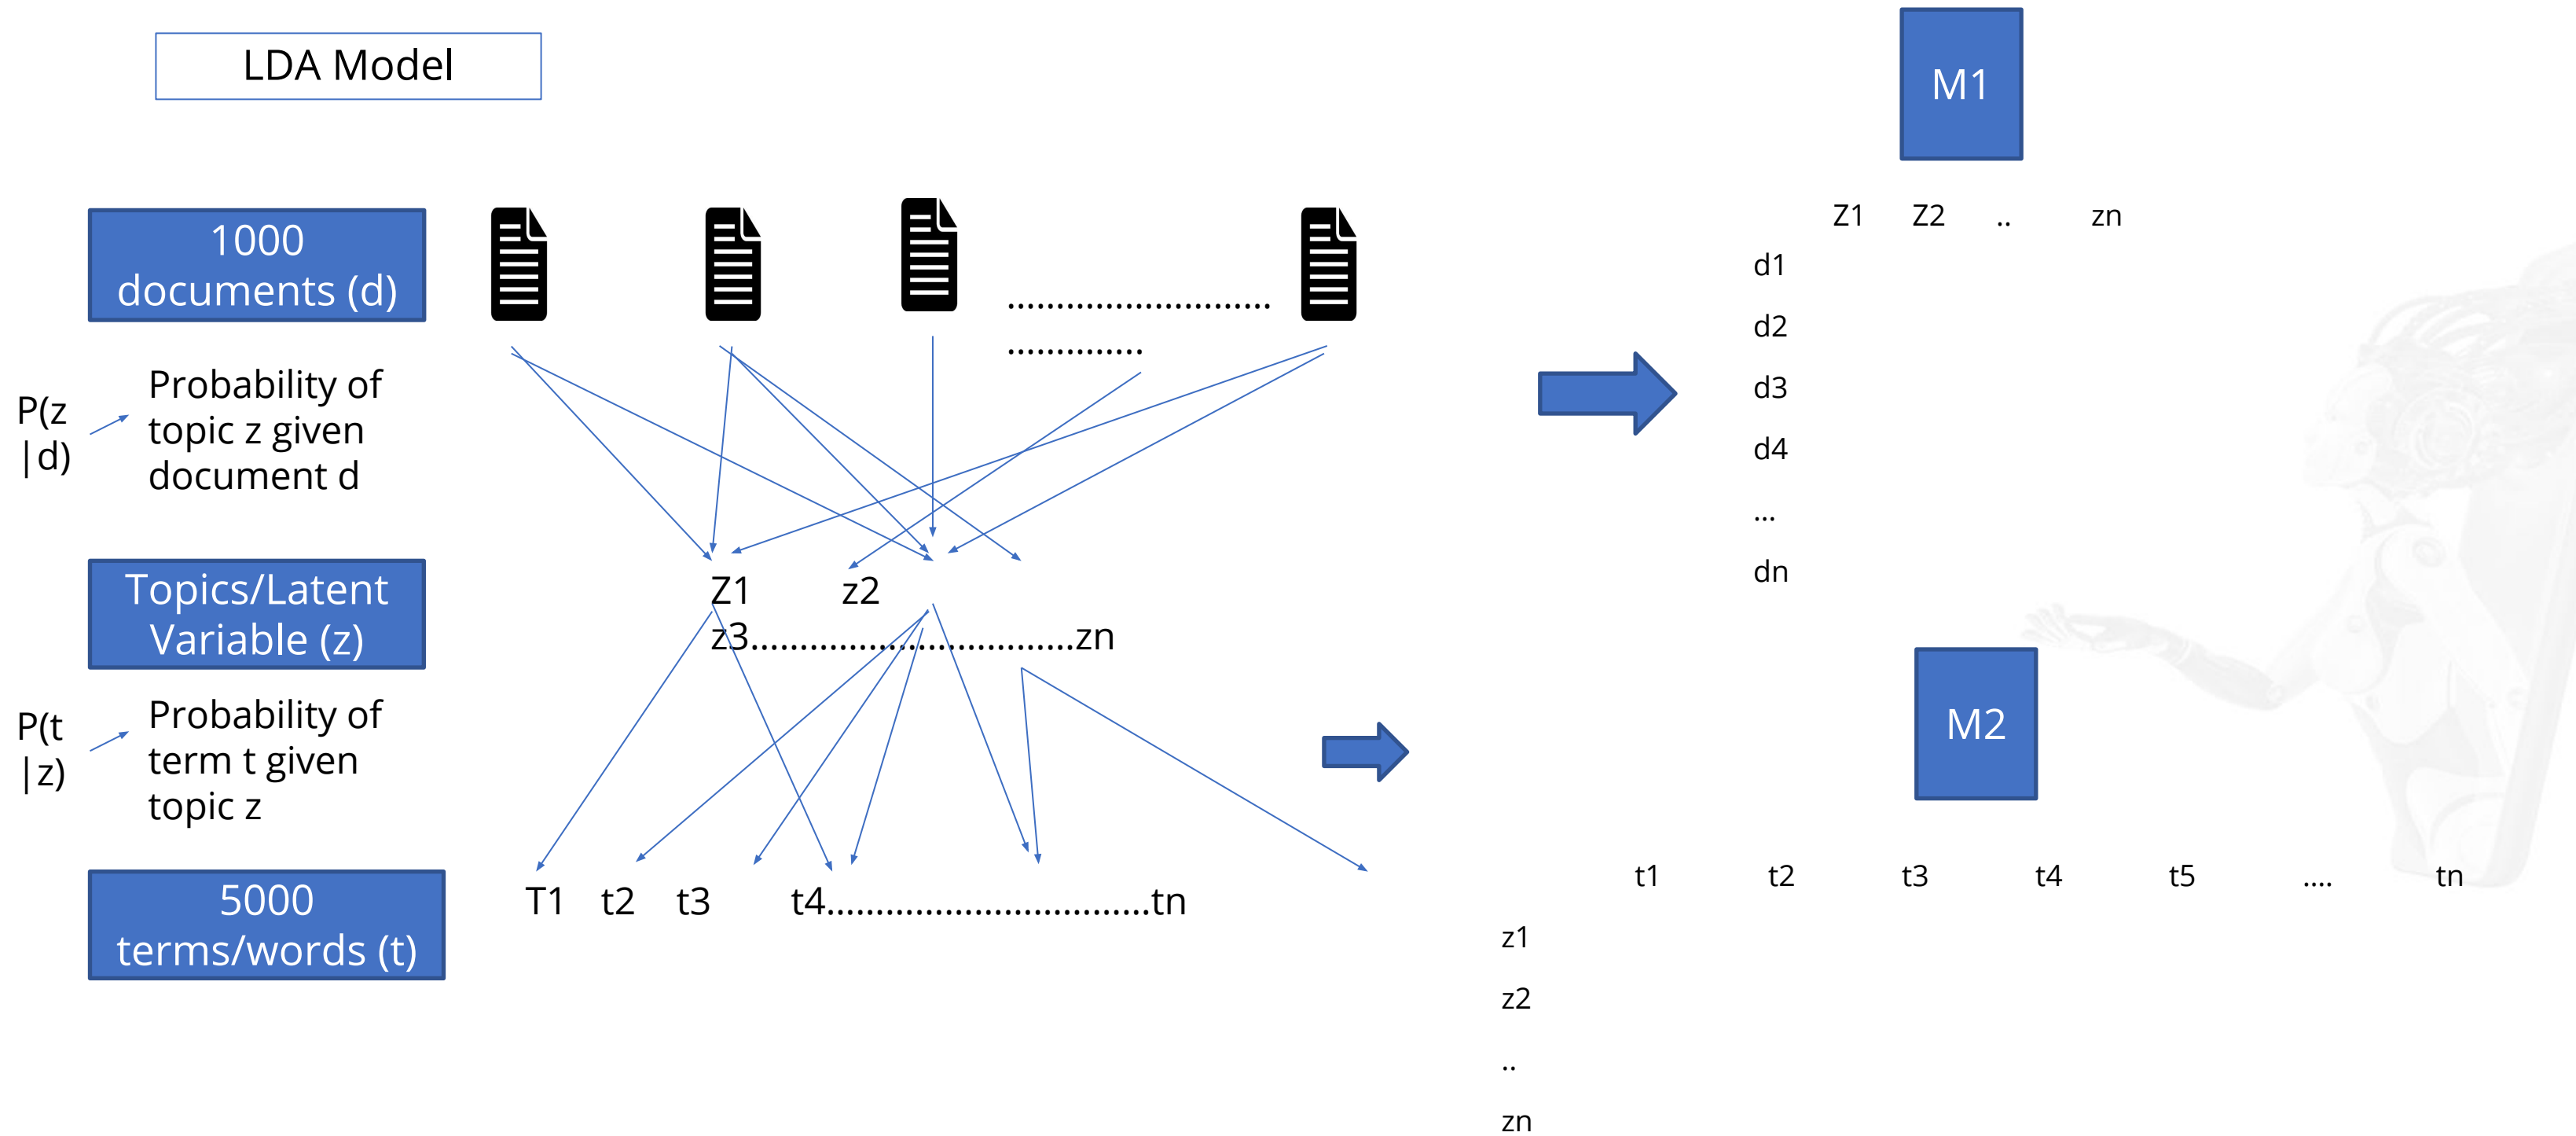 LDA Model
1000
documents (d)
P(z
|d)
Probability of
topic z given
document d
Topics/Latent
Variable (z)
P(t
|z)
Probability of
term t given
topic z
5000
terms/words (t)
...........................
..............
Z1 z2
z3.................................zn
T1 t2 t3 t4.................................tn
M1
Z1 Z2 .. zn
d1
d2
d3
d4
...
dn
M2
t1 t2 t3 t4 t5 .... tn
z1
z2
..
zn